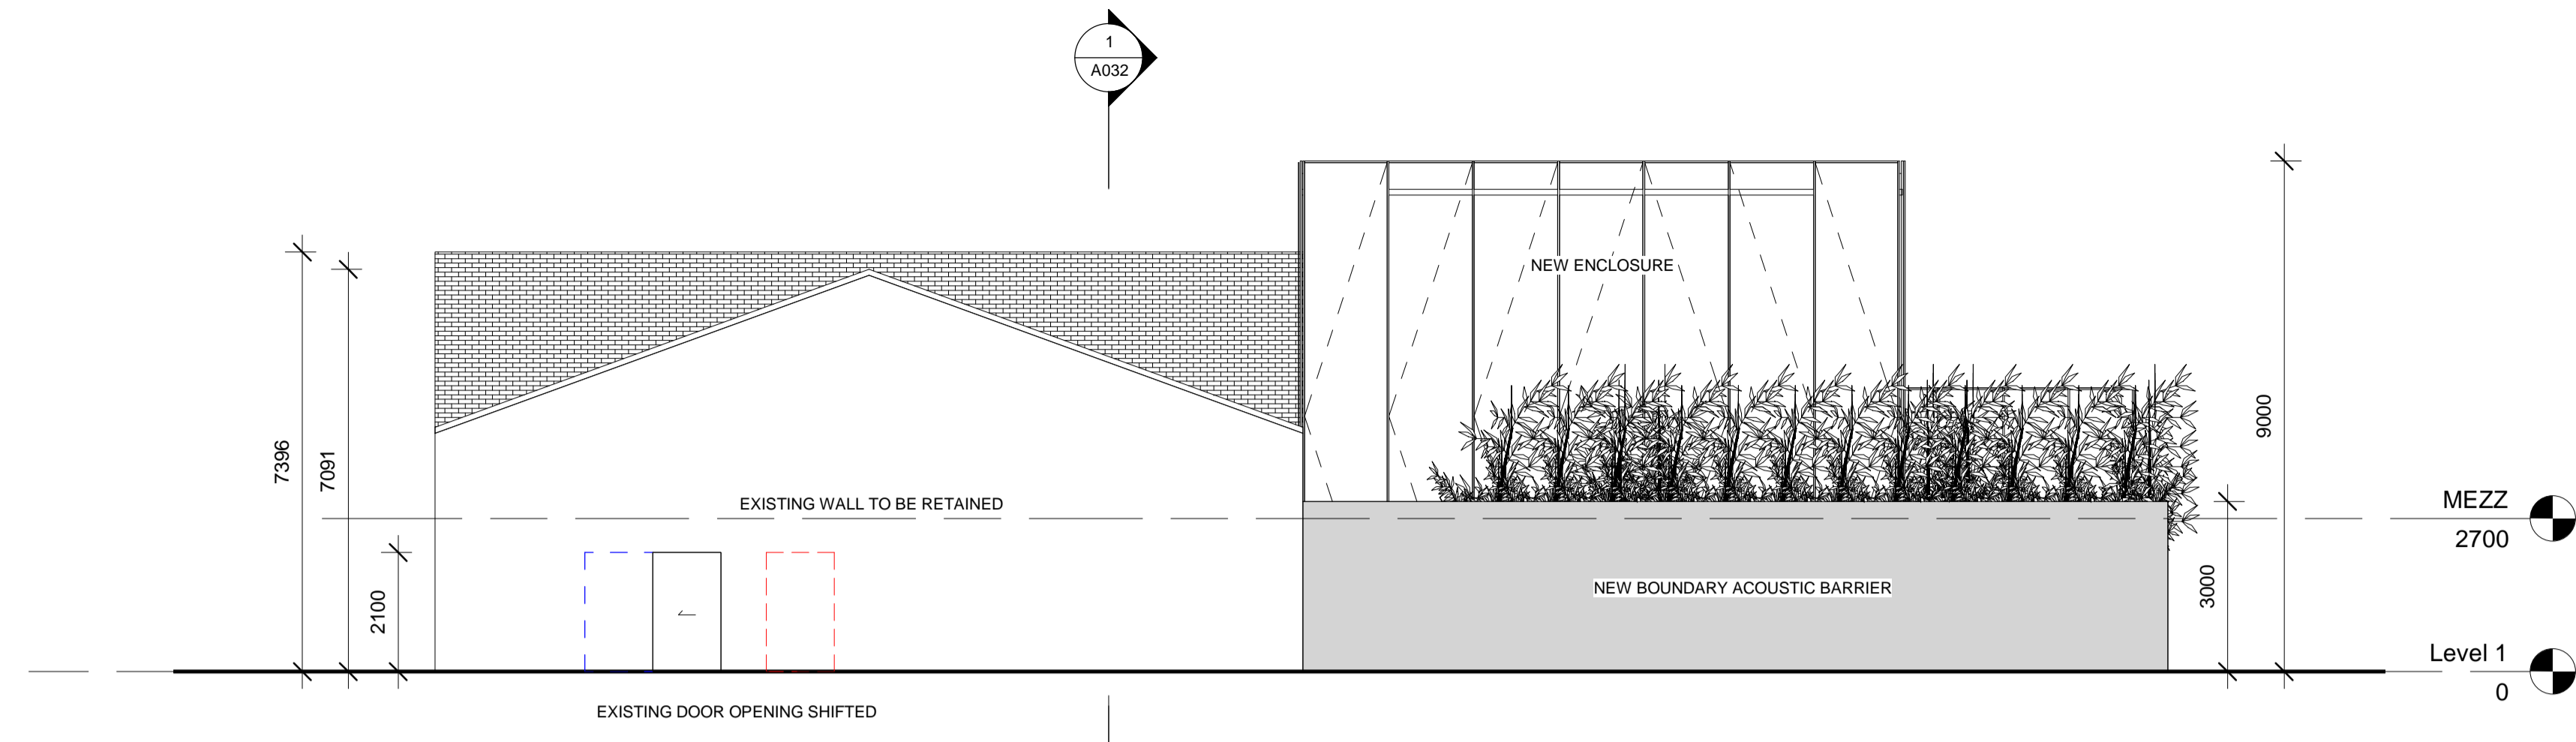 1
A032
NEW ENCLOSURE
7396
7091
2100
EXISTING WALL TO BE RETAINED
9000
3000
MEZZ
2700
NEW BOUNDARY ACOUSTIC BARRIER
Level 1
0
EXISTING DOOR OPENING SHIFTED